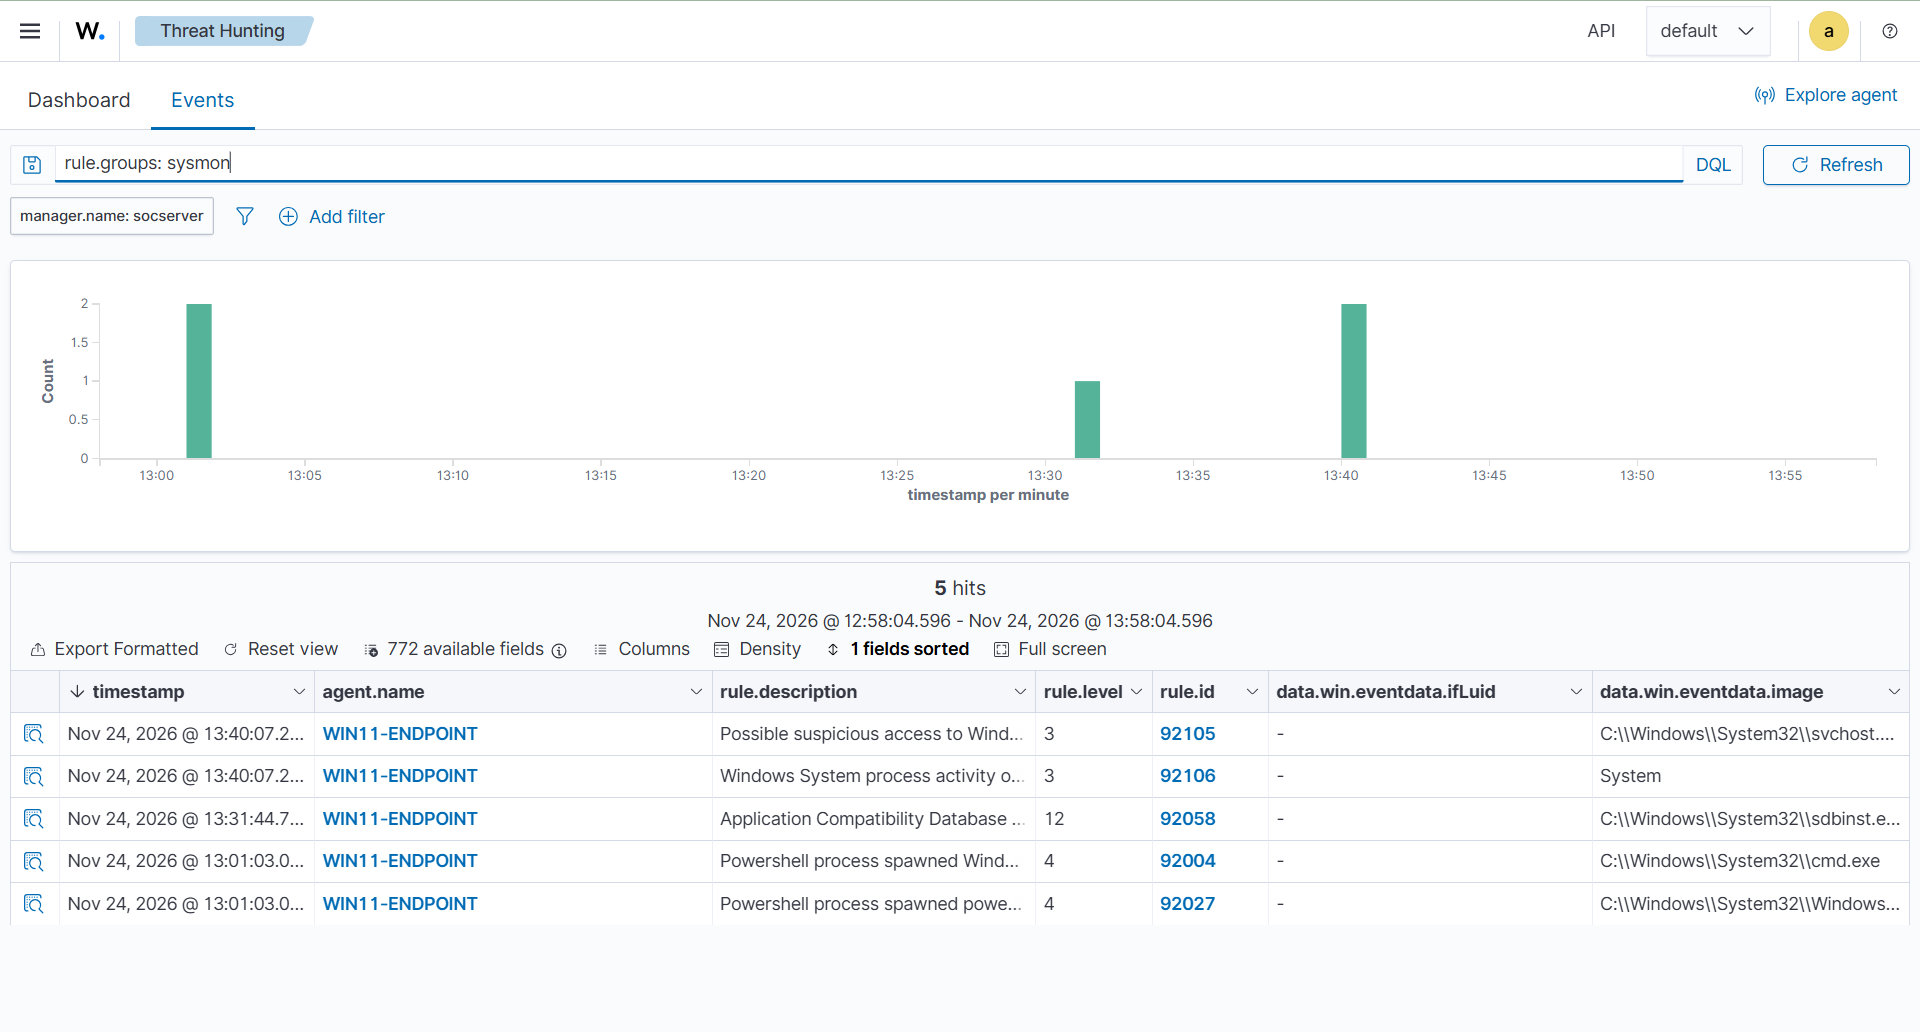 W. Threat Hunting API default a
Dashboard Events Explore agent
rule.groups: sysmon DQL Refresh
manager.name: socserver Add filter
2
1.5
1
0.5
0
Count
13:00 13:05 13:10 13:15 13:20 13:25 13:30 13:35 13:40 13:45 13:50 13:55
timestamp per minute
5 hits
Nov 24, 2026 @ 12:58:04.596 - Nov 24, 2026 @ 13:58:04.596
Export Formatted Reset view 772 available fields Columns Density 1 fields sorted Full screen
timestamp agent.name rule.description rule.level rule.id data.win.eventdata.ifLuid data.win.eventdata.image
Nov 24, 2026 @ 13:40:07.2... WIN11-ENDPOINT Possible suspicious access to Wind... 3 92105 - C:\\Windows\\System32\\svchost....
Nov 24, 2026 @ 13:40:07.2... WIN11-ENDPOINT Windows System process activity o... 3 92106 - System
Nov 24, 2026 @ 13:31:44.7... WIN11-ENDPOINT Application Compatibility Database ... 12 92058 - C:\\Windows\\System32\\sdbinst.e...
Nov 24, 2026 @ 13:01:03.0... WIN11-ENDPOINT Powershell process spawned Wind... 4 92004 - C:\\Windows\\System32\\cmd.exe
Nov 24, 2026 @ 13:01:03.0... WIN11-ENDPOINT Powershell process spawned powe... 4 92027 - C:\\Windows\\System32\\Windows...